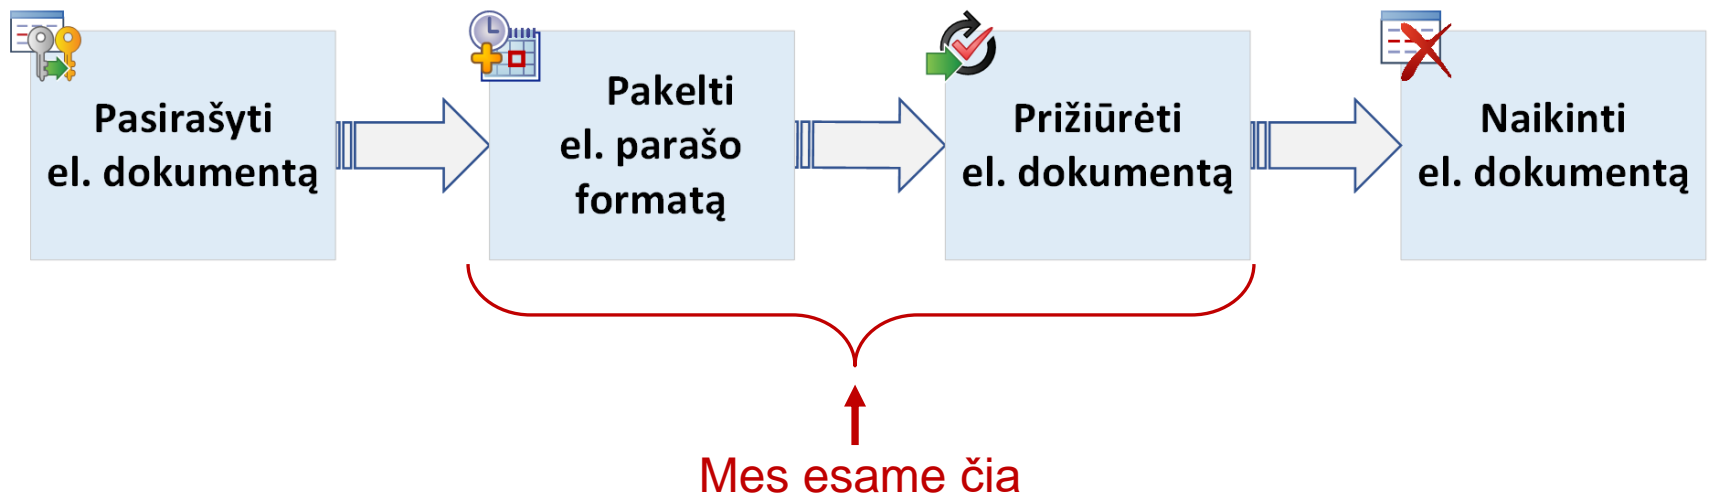 Pasirašyti
el. dokumentą
Pakelti
el. parašo
formatą
Prižiūrėti
el. dokumentą
Naikinti
el. dokumentą
Mes esame čia